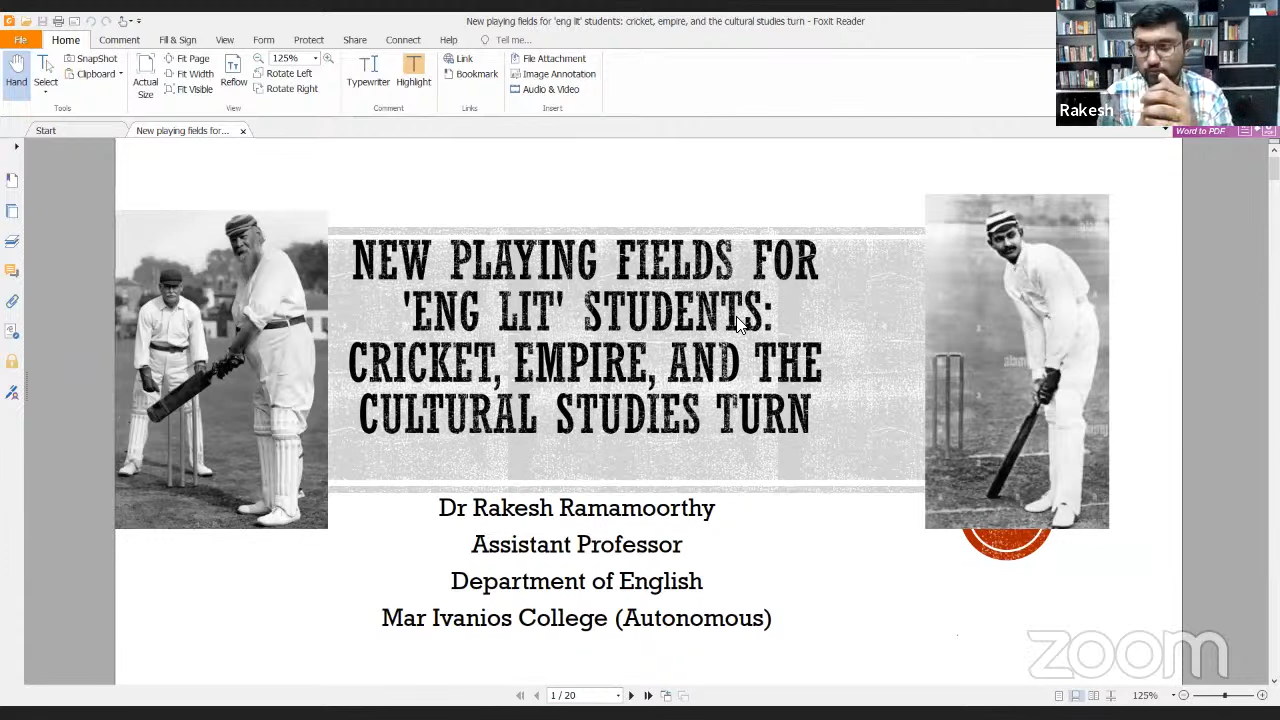 New playing fields for 'eng lit' students: cricket, empire, and the cultural studies turn - Foxit Reader
File Home Comment Fill & Sign View Form Protect Share Connect Help Tell me...
Hand
Select
SnapShot
Clipboard
Actual Size
Fit Page
Fit Width
Fit Visible
Reflow
125%
Rotate Left
Rotate Right
Typewriter
Highlight
Link
Bookmark
File Attachment
Image Annotation
Audio & Video
Tools View Comment Links Insert
Rakesh
Start
New playing fields for...
Word to PDF
NEW PLAYING FIELDS FOR
'ENG LIT' STUDENTS:
CRICKET, EMPIRE, AND THE
CULTURAL STUDIES TURN
Dr Rakesh Ramamoorthy
Assistant Professor
Department of English
Mar Ivanios College (Autonomous)
zoom
1 / 20
125%